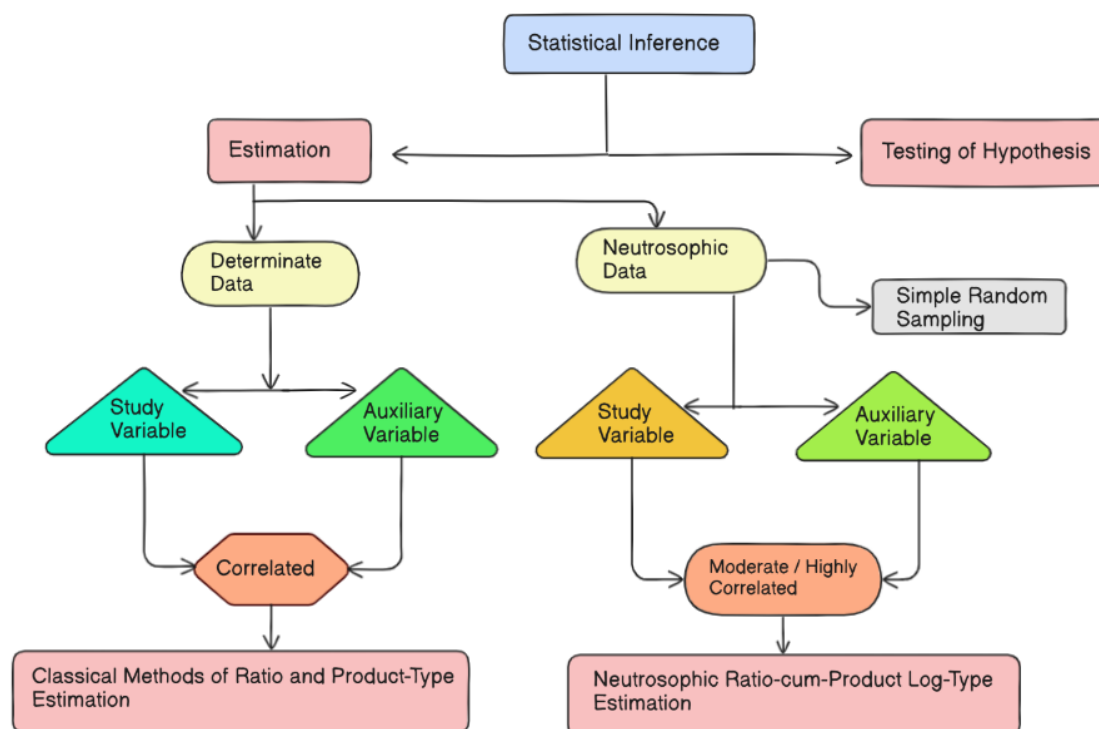 Statistical Inference
Estimation
Testing of Hypothesis
Determinate
Data
Neutrosophic
Data
Simple Random
Sampling
Study
Variable
Auxiliary
Variable
Study
Variable
Auxiliary
Variable
Correlated
Moderate / Highly
Correlated
Classical Methods of Ratio and Product-Type
Estimation
Neutrosophic Ratio-cum-Product Log-Type
Estimation